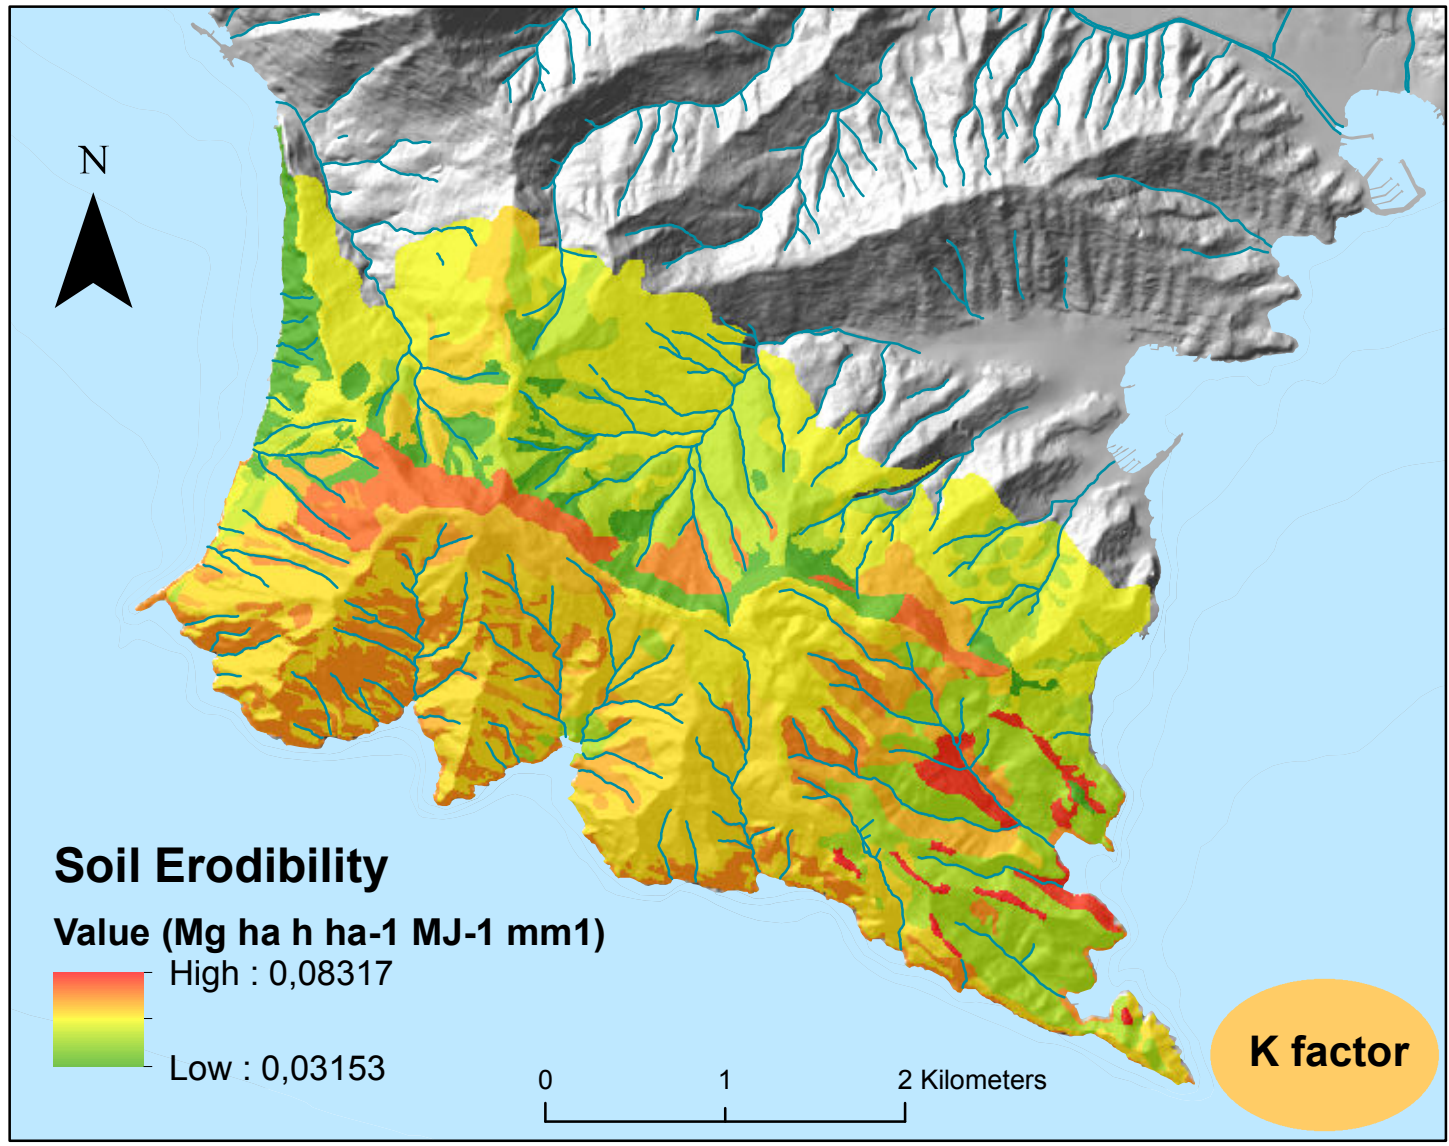 N
Soil Erodibility
Value (Mg ha h ha-1 MJ-1 mm1)
High : 0,08317
Low : 0,03153
0 1 2 Kilometers
K factor